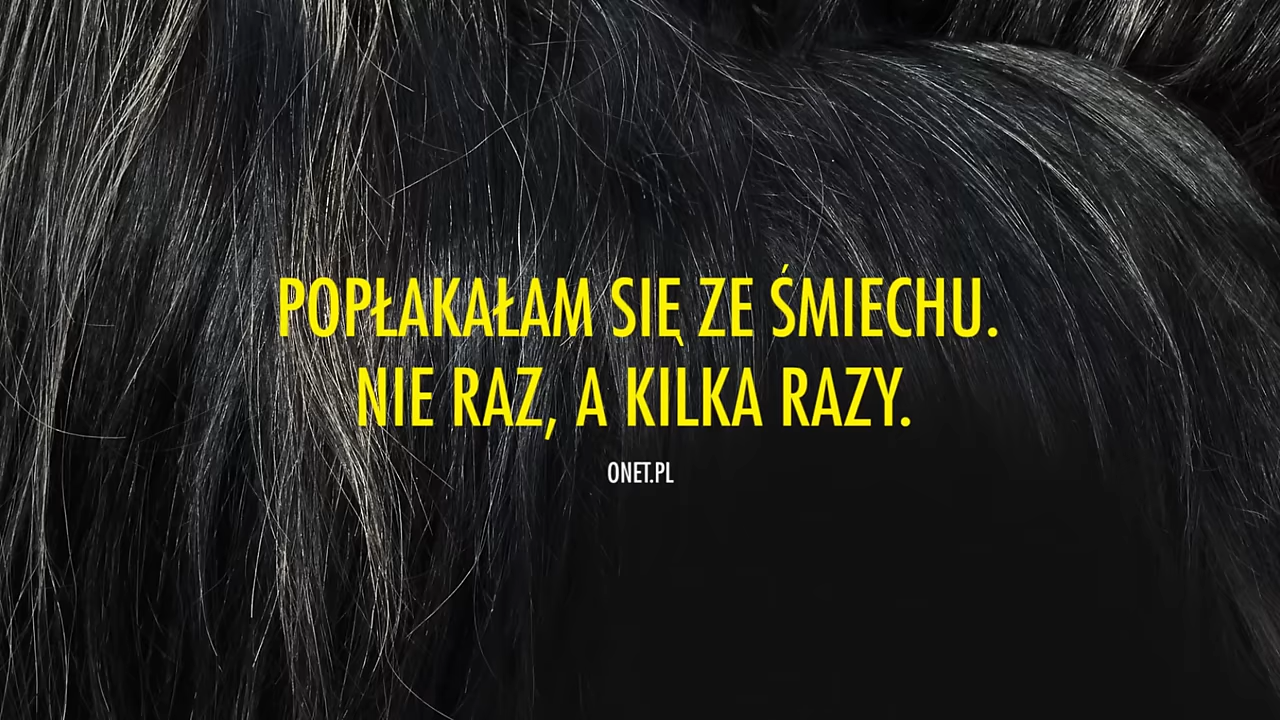 POPŁAKAŁAM SIĘ ZE ŚMIECHU.
NIE RAZ, A KILKA RAZY.
ONET.PL